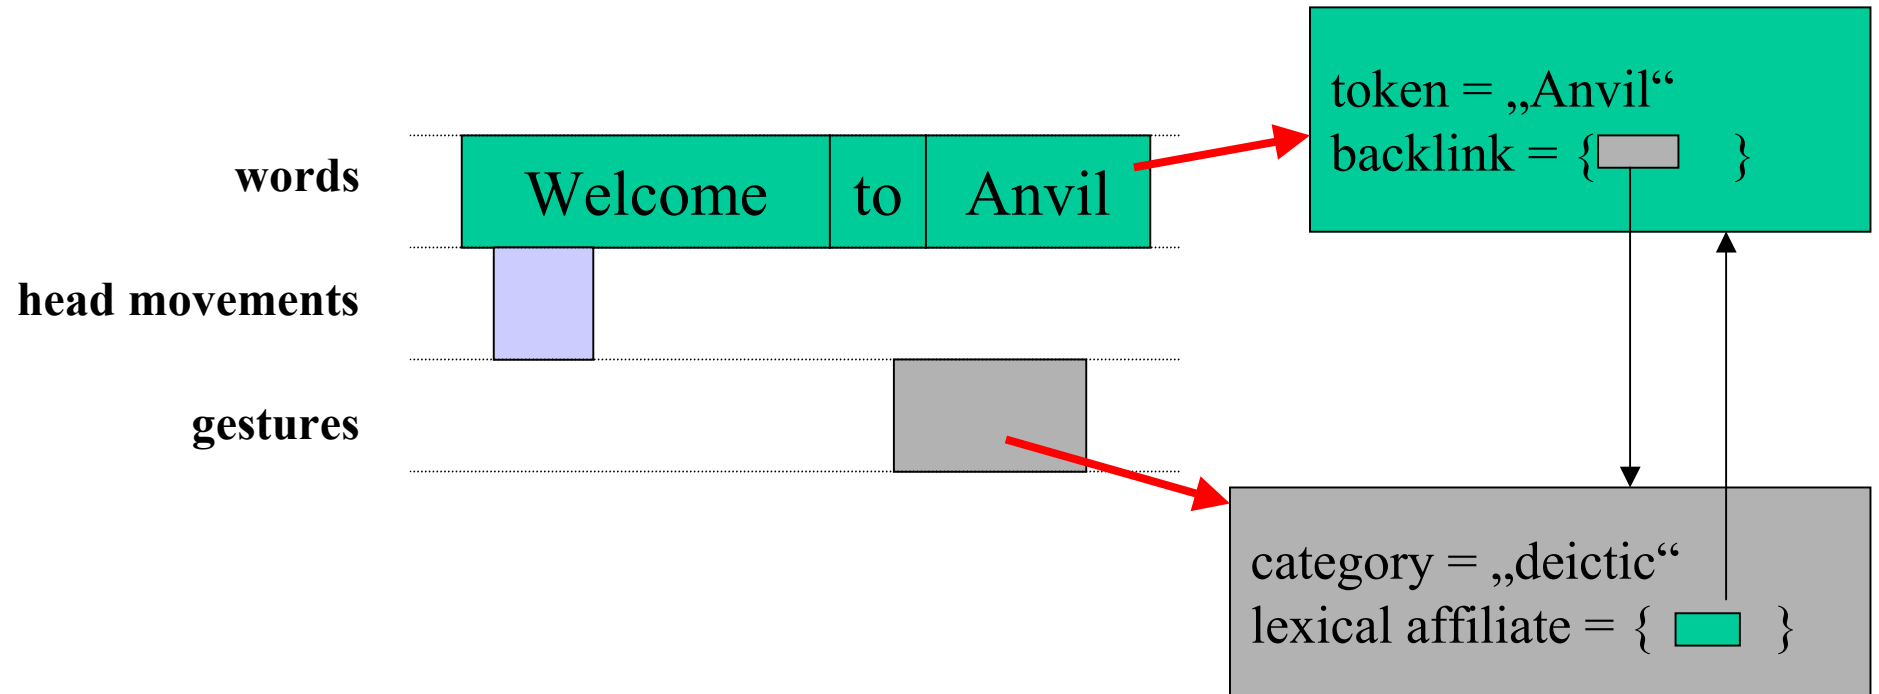 words
Welcome to Anvil
head movements
gestures
token = „Anvil“
backlink = { }
category = „deictic“
lexical affiliate = { }